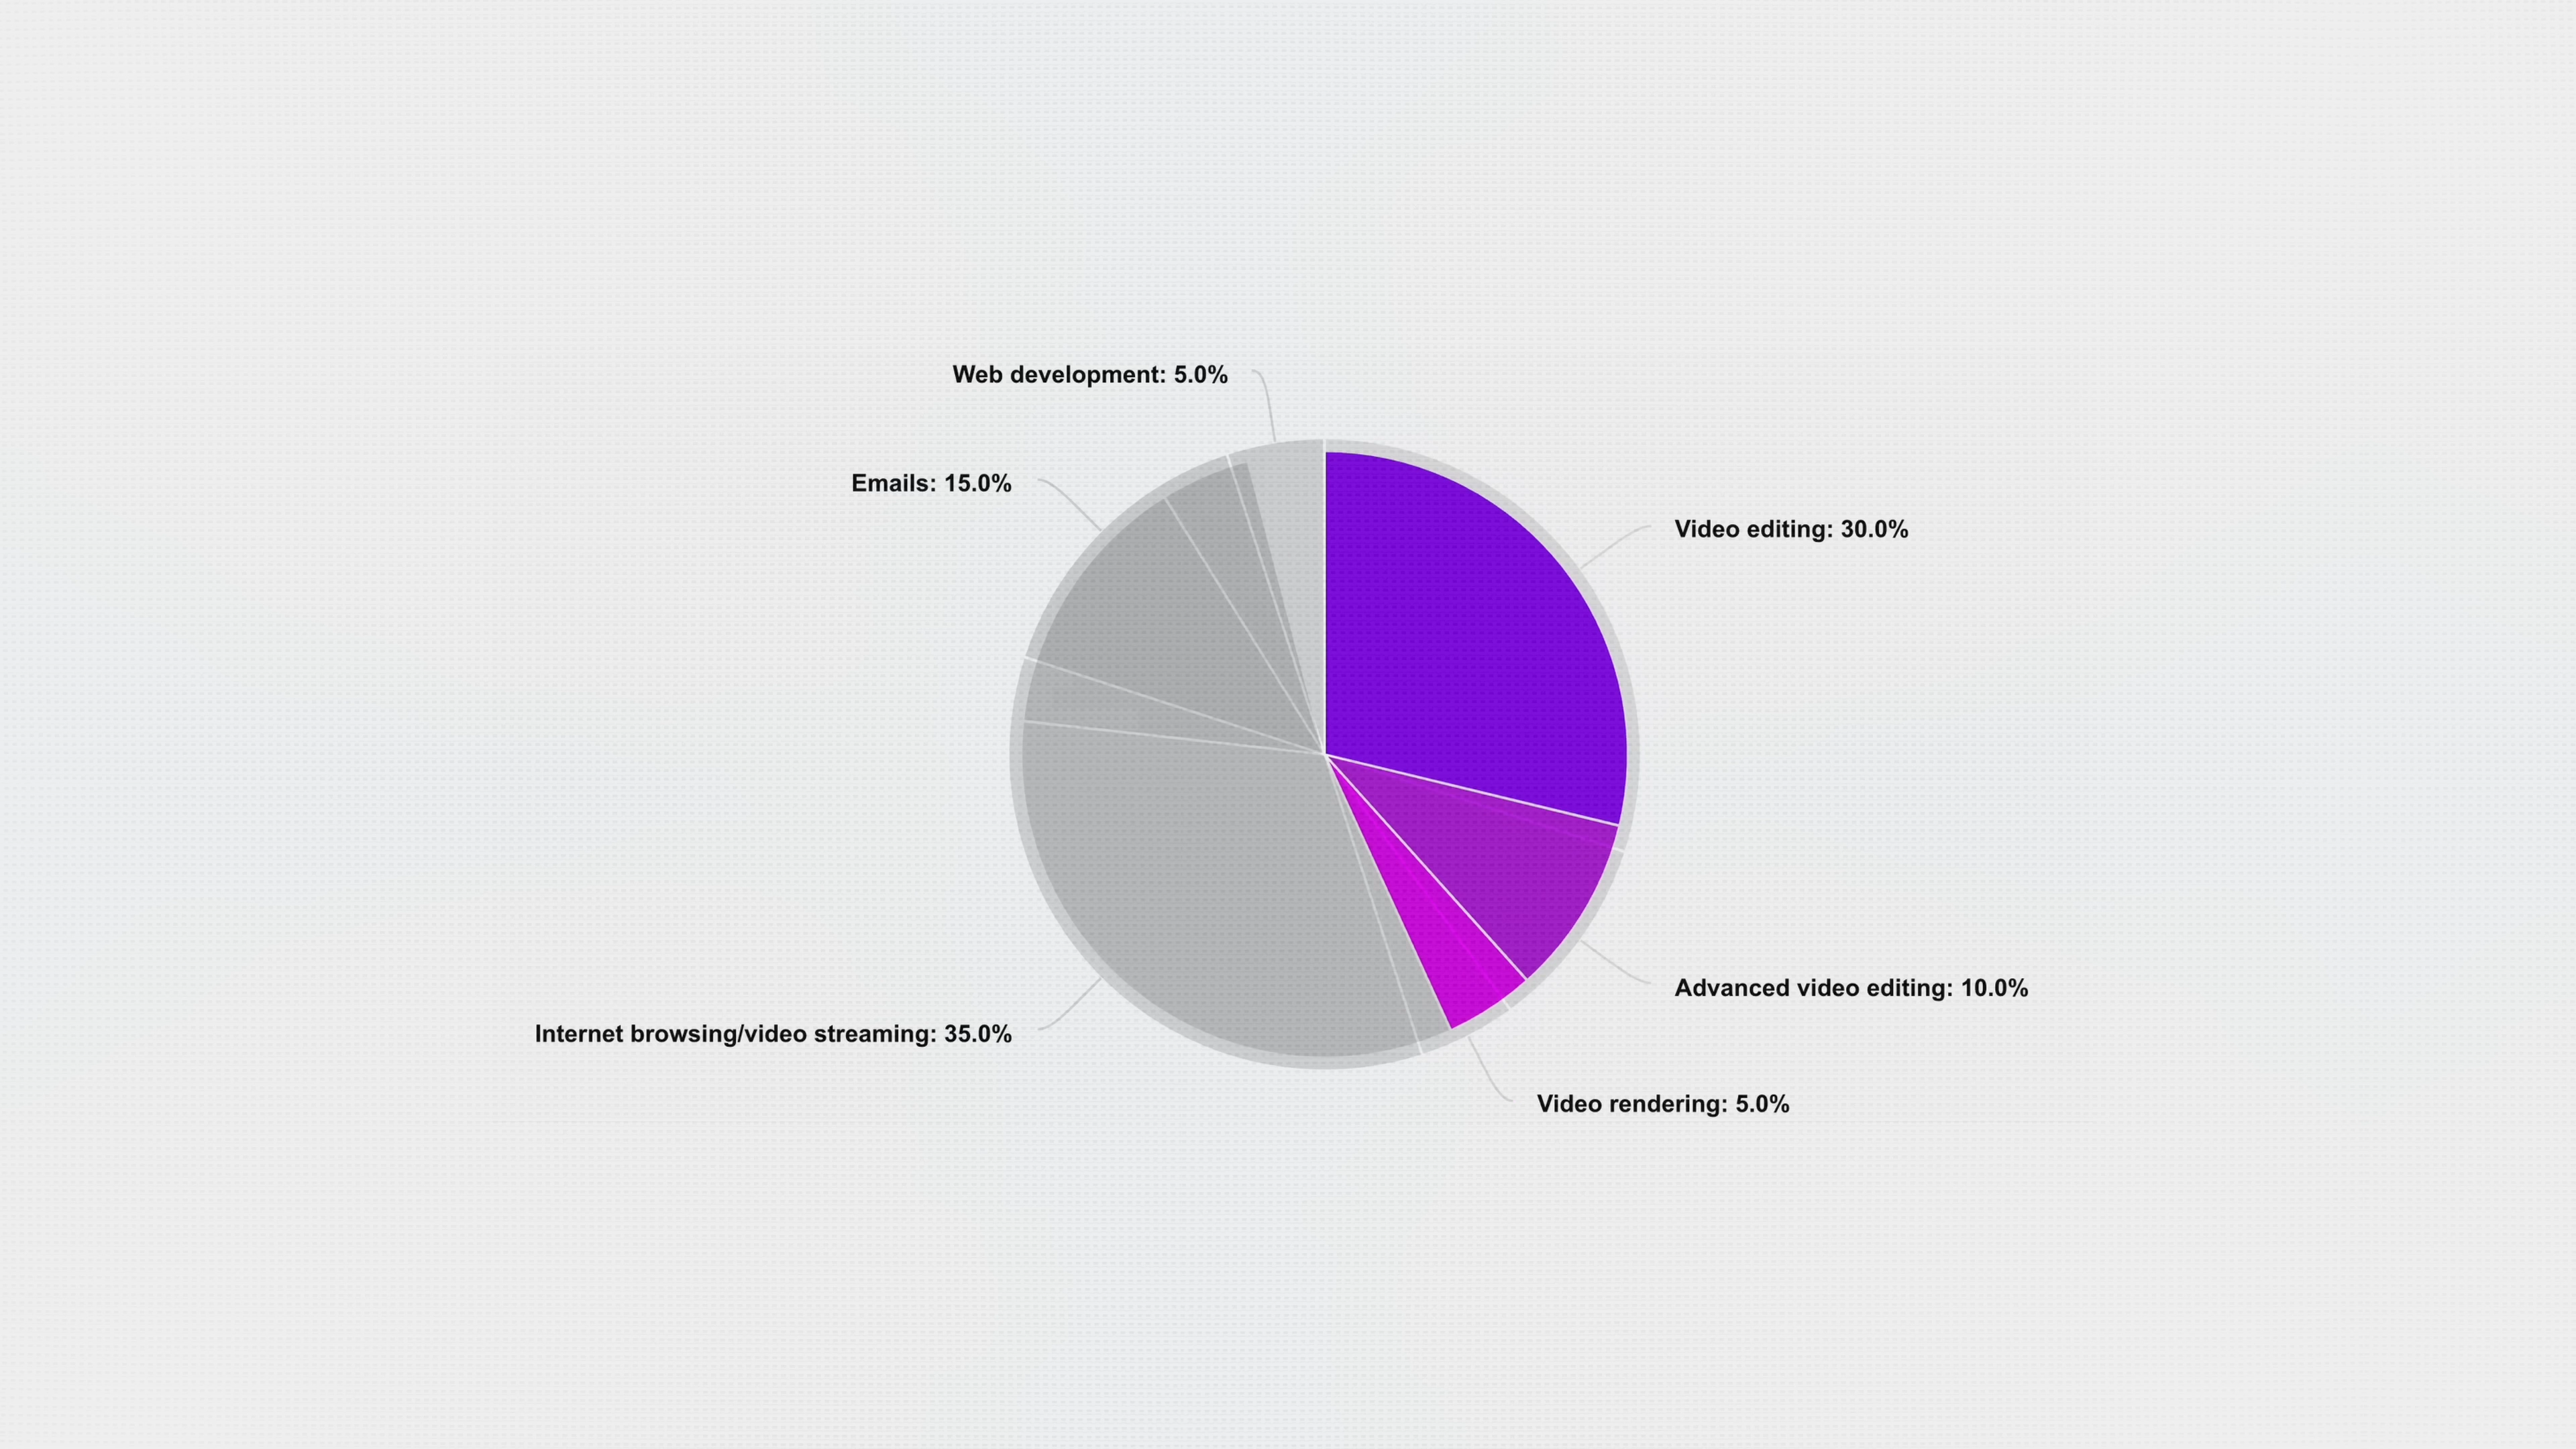 Web development: 5.0%
Emails: 15.0%
Video editing: 30.0%
Advanced video editing: 10.0%
Internet browsing/video streaming: 35.0%
Video rendering: 5.0%